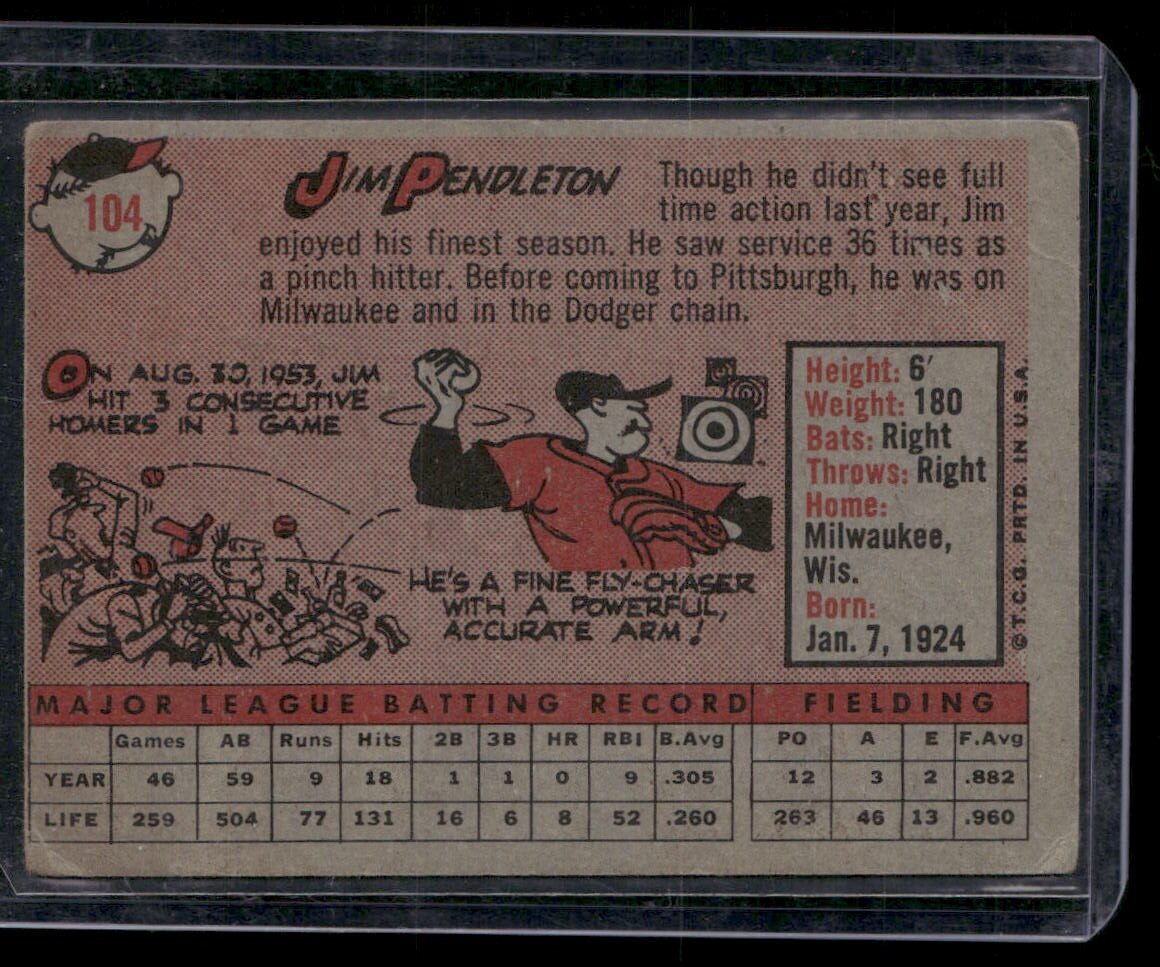 104
JIM PENDLETON
Though he didn't see full
time action last year, Jim
enjoyed his finest season. He saw service 36 times as
a pinch hitter. Before coming to Pittsburgh, he was on
Milwaukee and in the Dodger chain.
ON AUG. 30, 1953, JIM
HIT 3 CONSECUTIVE
HOMERS IN 1 GAME
HE'S A FINE FLY-CHASER
WITH A POWERFUL,
ACCURATE ARM!
Height: 6'
Weight: 180
Bats: Right
Throws: Right
Home:
Milwaukee,
Wis.
Born:
Jan. 7, 1924
© T.C.G. PRTD. IN U.S.A.
MAJOR LEAGUE BATTING RECORD FIELDING
Games AB Runs Hits 2B 3B HR RBI B.Avg PO A E F.Avg
YEAR 46 59 9 18 1 1 0 9 .305 12 3 2 .882
LIFE 259 504 77 131 16 6 8 52 .260 263 46 13 .960